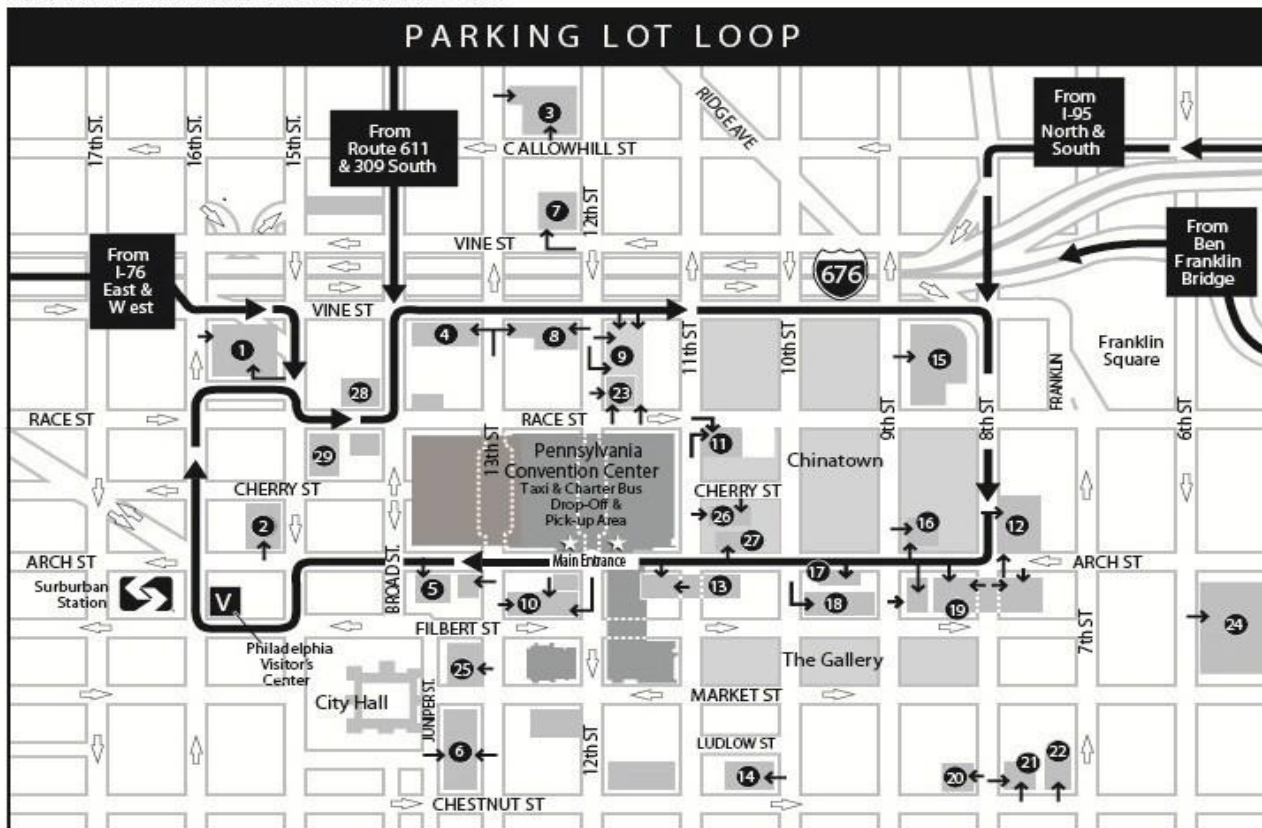 PARKING LOT LOOP
From
Route 611
& 309 South
From
I-95
North &
South
From
Ben
Franklin
Bridge
From
I-76
East &
W est
17th ST.
16th ST.
15th ST.
3
RIDGE AVE
C ALLOWHILL ST
7
12th ST
VINE ST
676
VINE ST
1
4
8
9
11th ST
10th ST
15
Franklin
Square
FRANKLIN
28
23
RACE ST
RACE ST
9th ST
8th ST
6th ST
29
13th ST
Pennsylvania
Convention Center
Taxi & Charter Bus
Drop-Off &
Pick-up Area
11
Chinatown
CHERRY ST
CHERRY ST
2
26
27
16
12
ARCH ST
BROAD ST.
Main Entrance
ARCH ST
Surburban
Station
V
5
10
13
17
18
19
24
FILBERT ST
7th ST
Philadelphia
Visitor's
Center
25
The Gallery
City Hall
JUNIPER ST.
MARKET ST
6
12th ST
LUDLOW ST
14
20
21
22
CHESTNUT ST